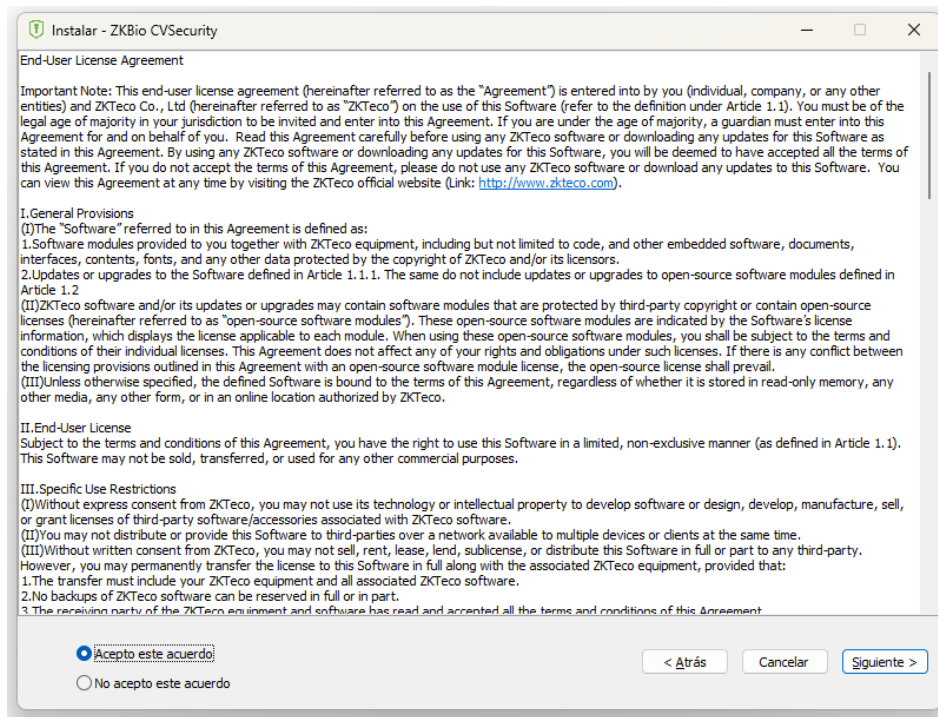 Instalar - ZKBio CVSecurity
End-User License Agreement
Important Note: This end-user license agreement (hereinafter referred to as the “Agreement”) is entered into by you (individual, company, or any other
entities) and ZKTeco Co., Ltd (hereinafter referred to as “ZKTeco”) on the use of this Software (refer to the definition under Article 1.1). You must be of the
legal age of majority in your jurisdiction to be invited and enter into this Agreement. If you are under the age of majority, a guardian must enter into this
Agreement for and on behalf of you.  Read this Agreement carefully before using any ZKTeco software or downloading any updates for this Software as
stated in this Agreement. By using any ZKTeco software or downloading any updates for this Software, you will be deemed to have accepted all the terms of
this Agreement. If you do not accept the terms of this Agreement, please do not use any ZKTeco software or download any updates to this Software.  You
can view this Agreement at any time by visiting the ZKTeco official website (Link: http://www.zkteco.com).
I.General Provisions
(I)The “Software” referred to in this Agreement is defined as:
1.Software modules provided to you together with ZKTeco equipment, including but not limited to code, and other embedded software, documents,
interfaces, contents, fonts, and any other data protected by the copyright of ZKTeco and/or its licensors.
2.Updates or upgrades to the Software defined in Article 1.1.1. The same do not include updates or upgrades to open-source software modules defined in
Article 1.2
(II)ZKTeco software and/or its updates or upgrades may contain software modules that are protected by third-party copyright or contain open-source
licenses (hereinafter referred to as “open-source software modules”). These open-source software modules are indicated by the Software’s license
information, which displays the license applicable to each module. When using these open-source software modules, you shall be subject to the terms and
conditions of their individual licenses. This Agreement does not affect any of your rights and obligations under such licenses. If there is any conflict between
the licensing provisions outlined in this Agreement with an open-source software module license, the open-source license shall prevail.
(III)Unless otherwise specified, the defined Software is bound to the terms of this Agreement, regardless of whether it is stored in read-only memory, any
other media, any other form, or in an online location authorized by ZKTeco.
II.End-User License
Subject to the terms and conditions of this Agreement, you have the right to use this Software in a limited, non-exclusive manner (as defined in Article 1.1).
This Software may not be sold, transferred, or used for any other commercial purposes.
III.Specific Use Restrictions
(I)Without express consent from ZKTeco, you may not use its technology or intellectual property to develop software or design, develop, manufacture, sell,
or grant licenses of third-party software/accessories associated with ZKTeco software.
(II)You may not distribute or provide this Software to third-parties over a network available to multiple devices or clients at the same time.
(III)Without written consent from ZKTeco, you may not sell, rent, lease, lend, sublicense, or distribute this Software in full or part to any third-party.
However, you may permanently transfer the license to this Software in full along with the associated ZKTeco equipment, provided that:
1.The transfer must include your ZKTeco equipment and all associated ZKTeco software.
2.No backups of ZKTeco software can be reserved in full or in part.
3.The receiving party of the ZKTeco equipment and software has read and accepted all the terms and conditions of this Agreement
Acepto este acuerdo
No acepto este acuerdo
< Atrás
Cancelar
Siguiente >